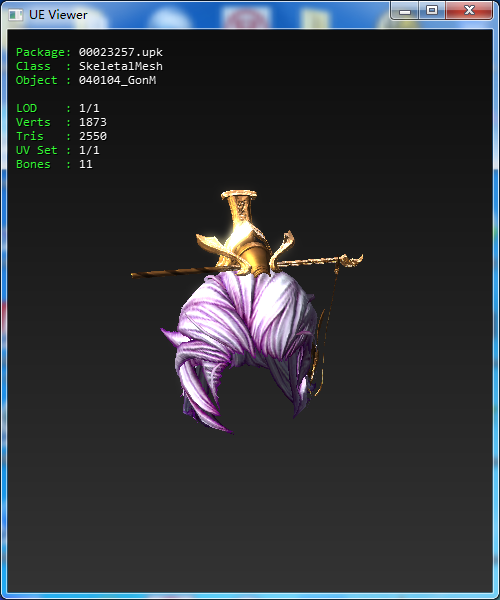 UE Viewer
Package: 00023257.upk
Class  : SkeletalMesh
Object : 040104_GonM
LOD    : 1/1
Verts  : 1873
Tris   : 2550
UV Set : 1/1
Bones  : 11